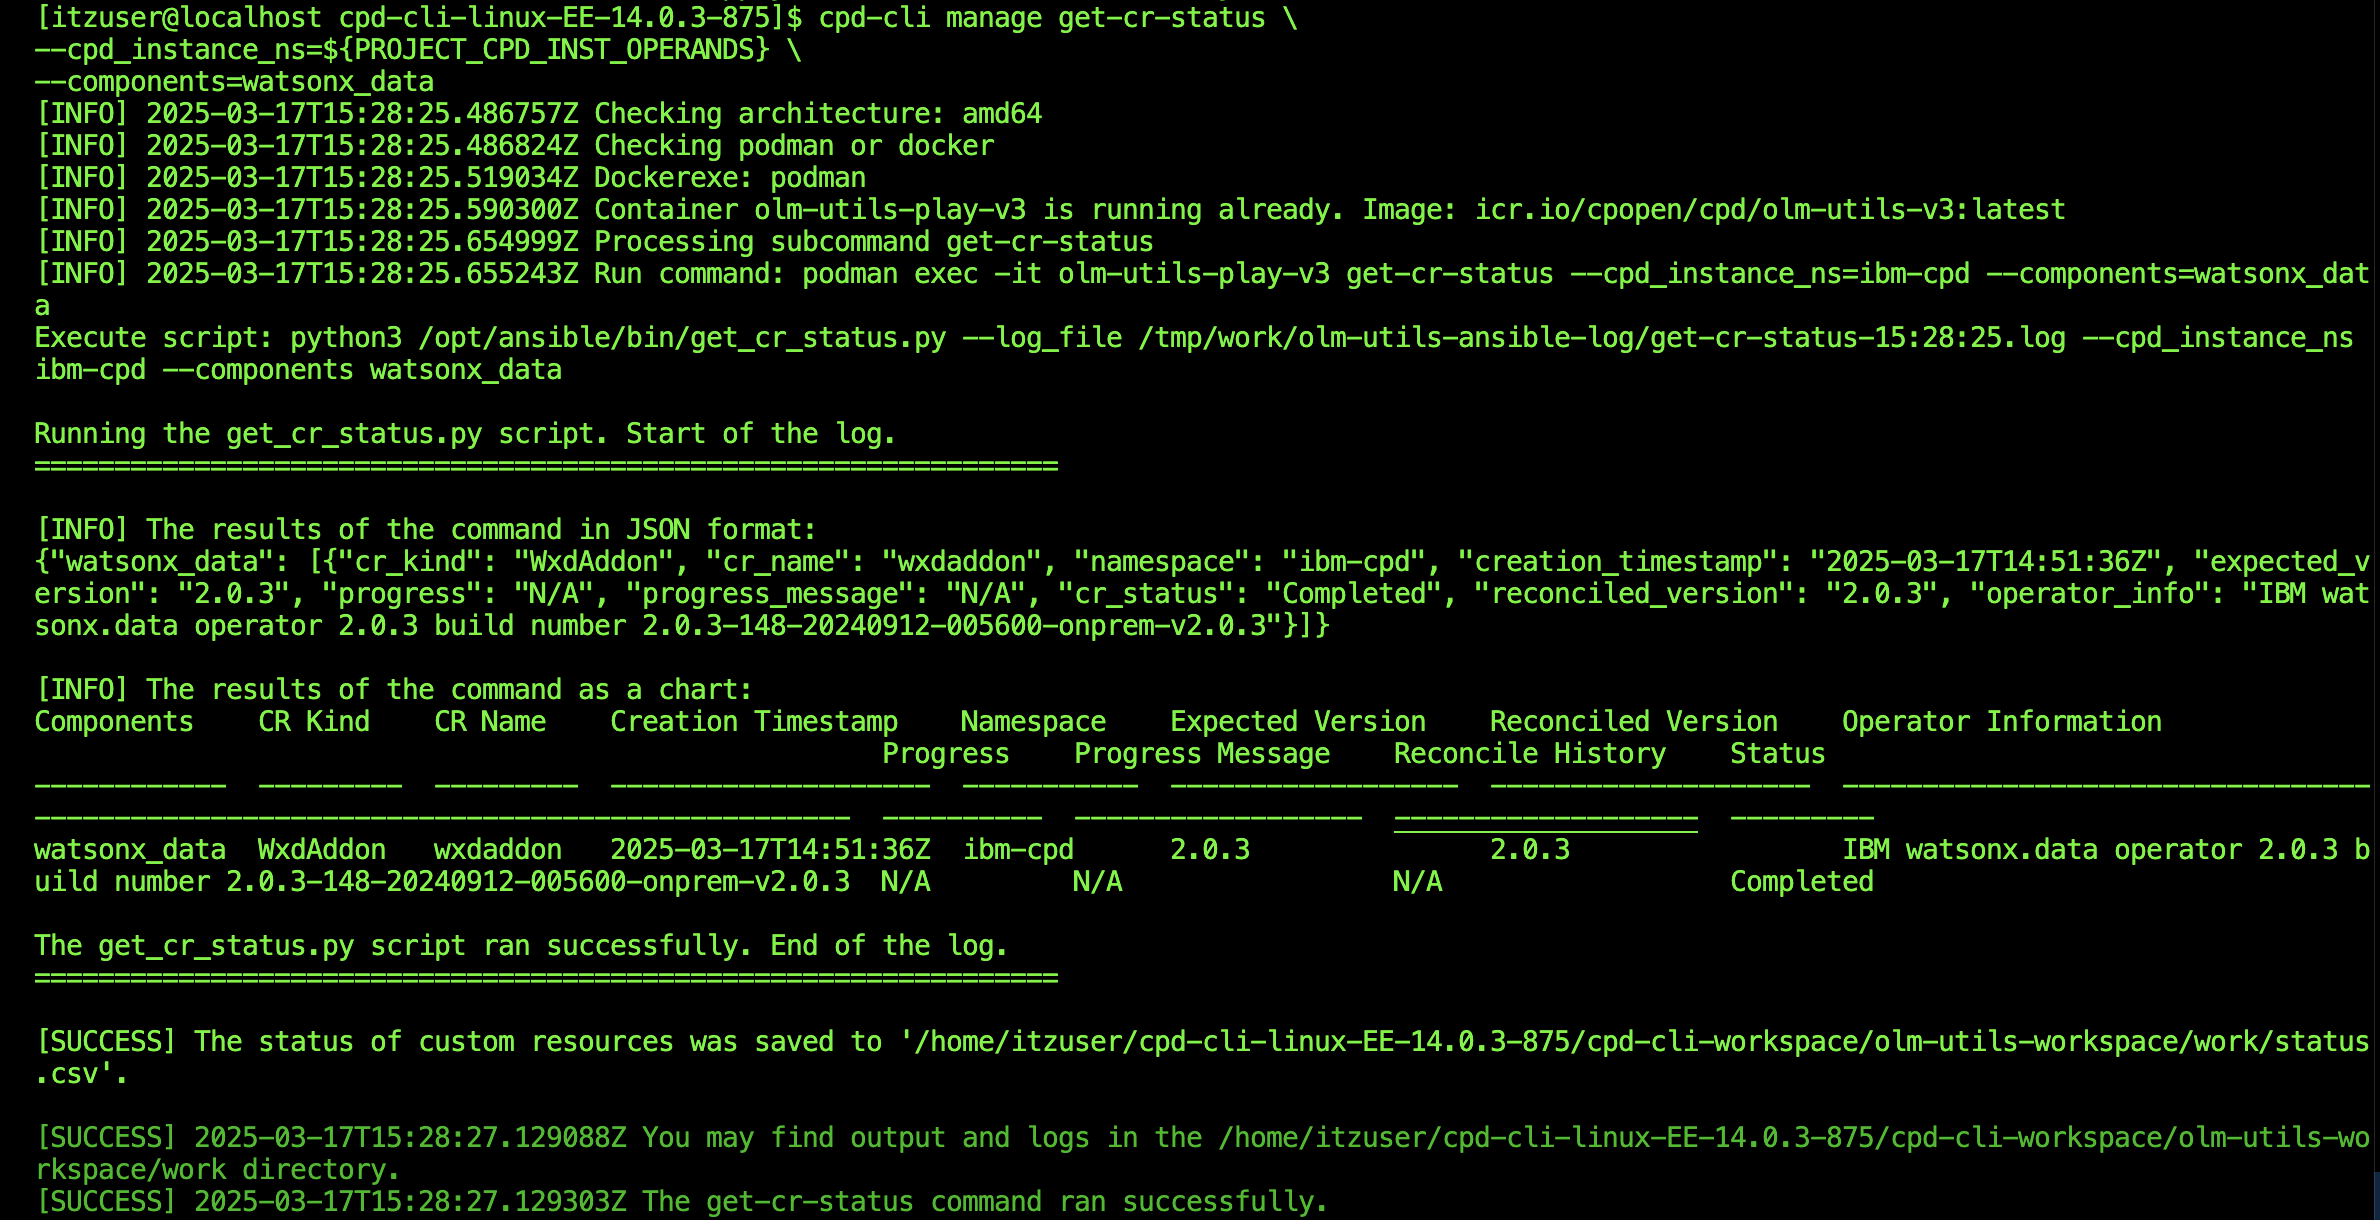 [itzuser@localhost cpd-cli-linux-EE-14.0.3-875]$ cpd-cli manage get-cr-status \
--cpd_instance_ns=${PROJECT_CPD_INST_OPERANDS} \
--components=watsonx_data
[INFO] 2025-03-17T15:28:25.486757Z Checking architecture: amd64
[INFO] 2025-03-17T15:28:25.486824Z Checking podman or docker
[INFO] 2025-03-17T15:28:25.519034Z Dockerexe: podman
[INFO] 2025-03-17T15:28:25.590300Z Container olm-utils-play-v3 is running already. Image: icr.io/cpopen/cpd/olm-utils-v3:latest
[INFO] 2025-03-17T15:28:25.654999Z Processing subcommand get-cr-status
[INFO] 2025-03-17T15:28:25.655243Z Run command: podman exec -it olm-utils-play-v3 get-cr-status --cpd_instance_ns=ibm-cpd --components=watsonx_dat
a
Execute script: python3 /opt/ansible/bin/get_cr_status.py --log_file /tmp/work/olm-utils-ansible-log/get-cr-status-15:28:25.log --cpd_instance_ns
ibm-cpd --components watsonx_data
Running the get_cr_status.py script. Start of the log.
================================================================
[INFO] The results of the command in JSON format:
{"watsonx_data": [{"cr_kind": "WxdAddon", "cr_name": "wxdaddon", "namespace": "ibm-cpd", "creation_timestamp": "2025-03-17T14:51:36Z", "expected_v
ersion": "2.0.3", "progress": "N/A", "progress_message": "N/A", "cr_status": "Completed", "reconciled_version": "2.0.3", "operator_info": "IBM wat
sonx.data operator 2.0.3 build number 2.0.3-148-20240912-005600-onprem-v2.0.3"}]}
[INFO] The results of the command as a chart:
Components    CR Kind    CR Name    Creation Timestamp    Namespace    Expected Version    Reconciled Version    Operator Information
Progress    Progress Message    Reconcile History    Status
------------  ---------  ---------  --------------------  -----------  ------------------  --------------------  ---------------------------------
---------------------------------------------------  ----------  ------------------  -------------------  ---------
watsonx_data  WxdAddon   wxdaddon   2025-03-17T14:51:36Z  ibm-cpd      2.0.3               2.0.3                 IBM watsonx.data operator 2.0.3 b
uild number 2.0.3-148-20240912-005600-onprem-v2.0.3  N/A         N/A                 N/A                  Completed
The get_cr_status.py script ran successfully. End of the log.
================================================================
[SUCCESS] The status of custom resources was saved to '/home/itzuser/cpd-cli-linux-EE-14.0.3-875/cpd-cli-workspace/olm-utils-workspace/work/status
.csv'.
[SUCCESS] 2025-03-17T15:28:27.129088Z You may find output and logs in the /home/itzuser/cpd-cli-linux-EE-14.0.3-875/cpd-cli-workspace/olm-utils-wo
rkspace/work directory.
[SUCCESS] 2025-03-17T15:28:27.129303Z The get-cr-status command ran successfully.